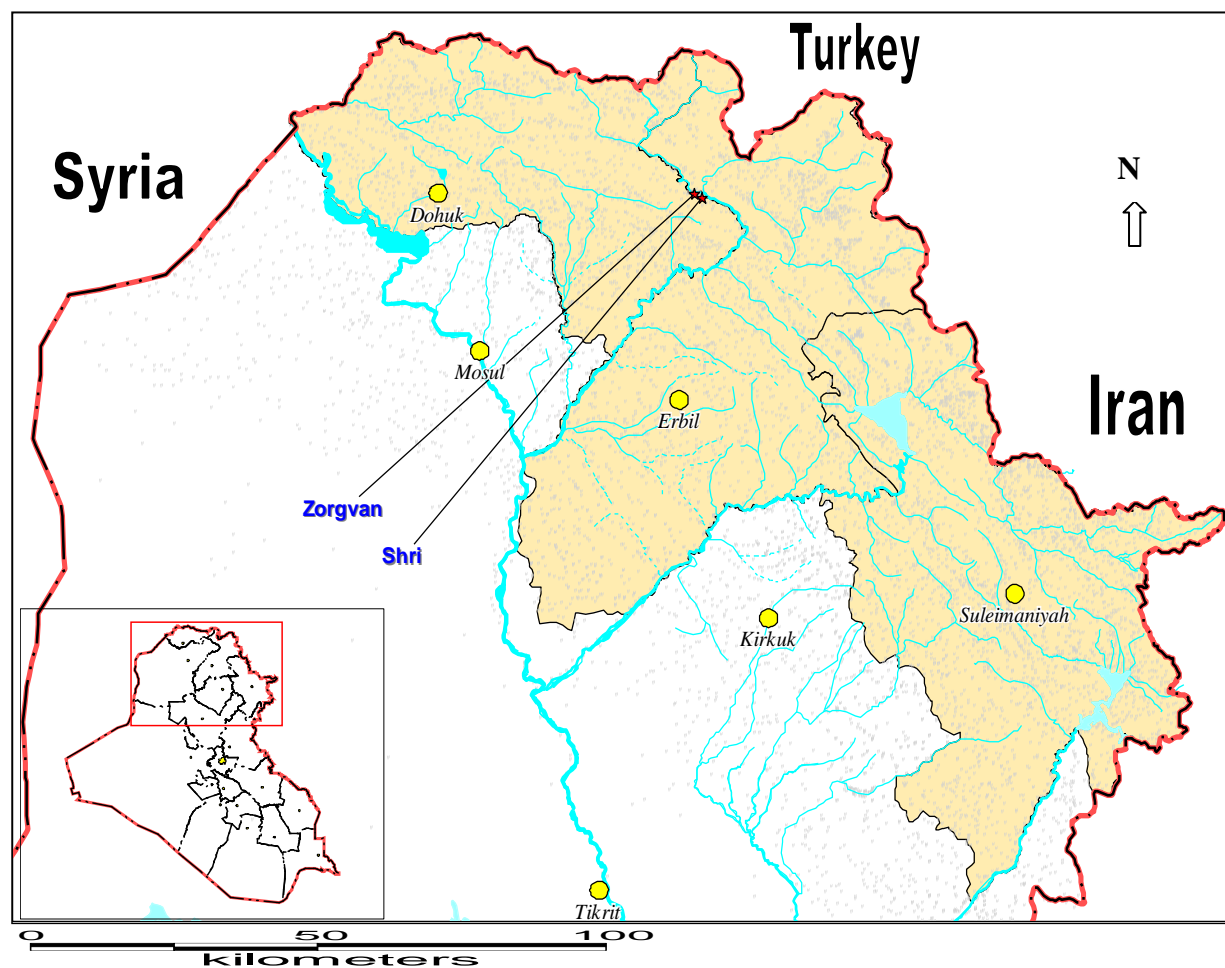 Turkey
Syria
N
Dohuk
Mosul
Iran
Erbil
Zorgvan
Shri
Suleimaniyah
Kirkuk
Tikrit
0 50 100
kilometers